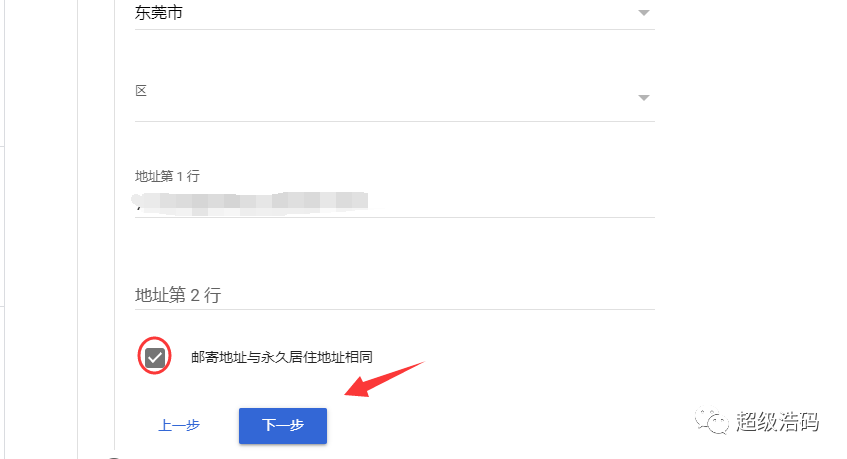 东莞市
区
地址第 1 行
地址第 2 行
邮寄地址与永久居住地址相同
上一步
下一步
超级浩码